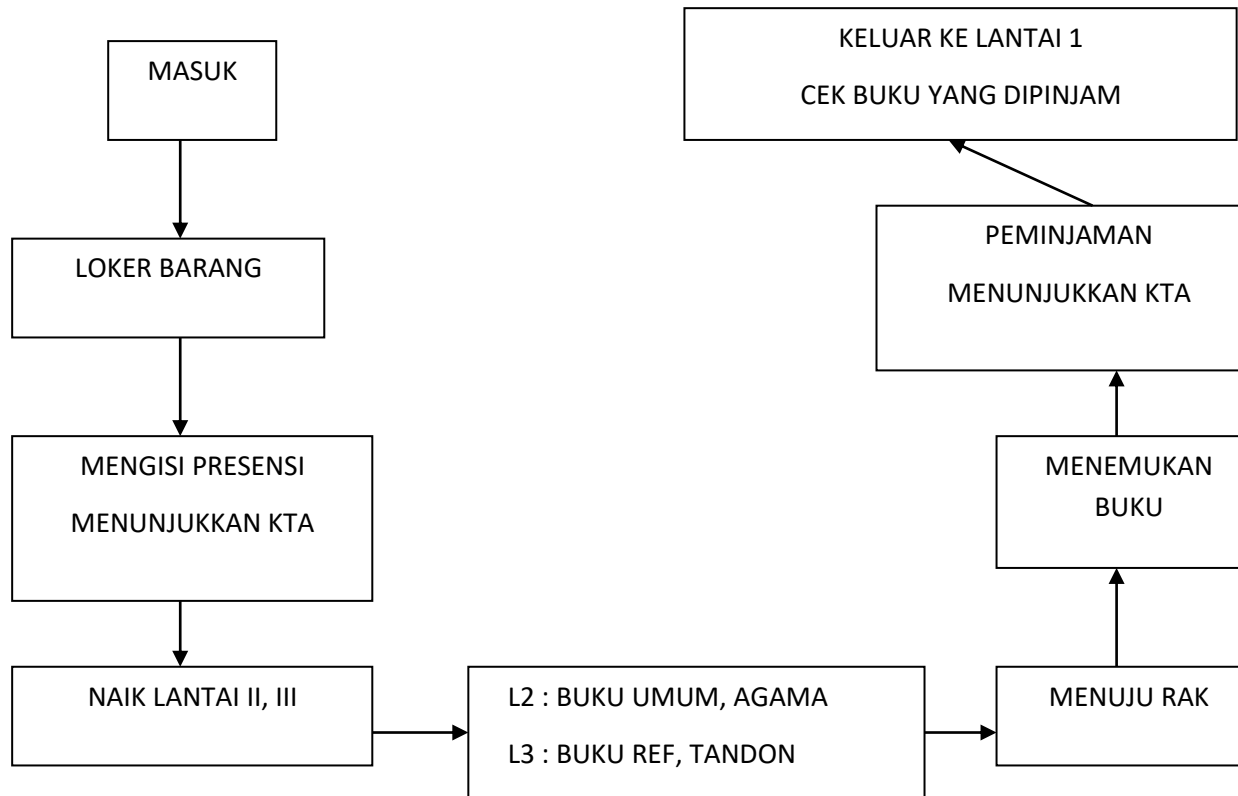 MASUK
LOKER BARANG
MENGISI PRESENSI
MENUNJUKKAN KTA
NAIK LANTAI II, III
L2 : BUKU UMUM, AGAMA
L3 : BUKU REF, TANDON
MENUJU RAK
MENEMUKAN
BUKU
PEMINJAMAN
MENUNJUKKAN KTA
KELUAR KE LANTAI 1
CEK BUKU YANG DIPINJAM